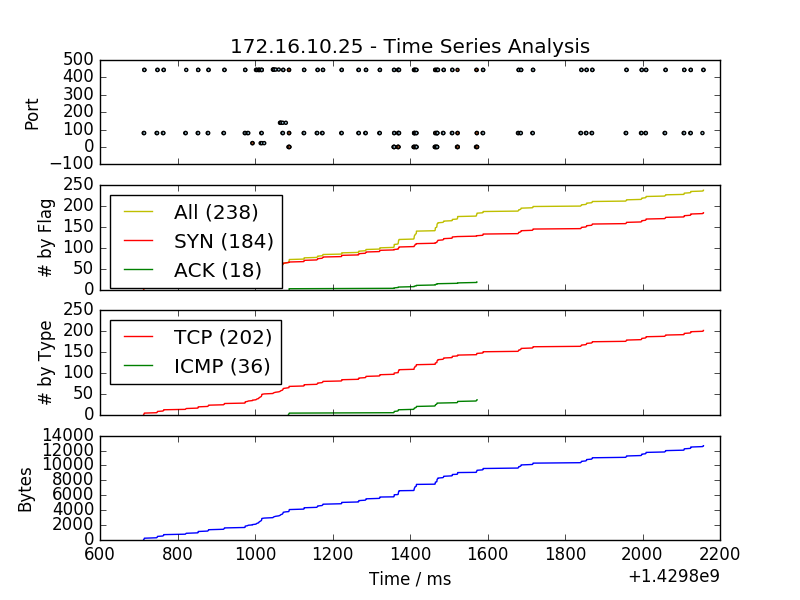 172.16.10.25 - Time Series Analysis
500
400
300
200
100
0
−100
Port
250
200
150
100
50
0
# by Flag
All (238)
SYN (184)
ACK (18)
250
200
150
100
50
0
# by Type
TCP (202)
ICMP (36)
14000
12000
10000
8000
6000
4000
2000
0
Bytes
600 800 1000 1200 1400 1600 1800 2000 2200
Time / ms
+1.4298e9